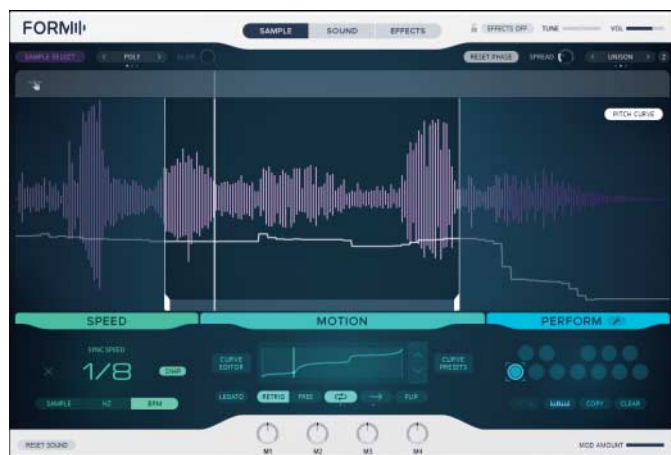 FORM
SAMPLE SOUND EFFECTS EFFECTS OFF TUNE VOL
SAMPLE SELECT POLY RESET PHASE SPREAD UNISON 2
PITCH CURVE
SPEED MOTION PERFORM
SYNC SPEED
1/8 SNAP CURVE EDITOR CURVE PRESETS
SAMPLE HZ BPM LEGATO RETRIG FREE FLIP COPY CLEAR
RESET SOUND M1 M2 M3 M4 MOD AMOUNT